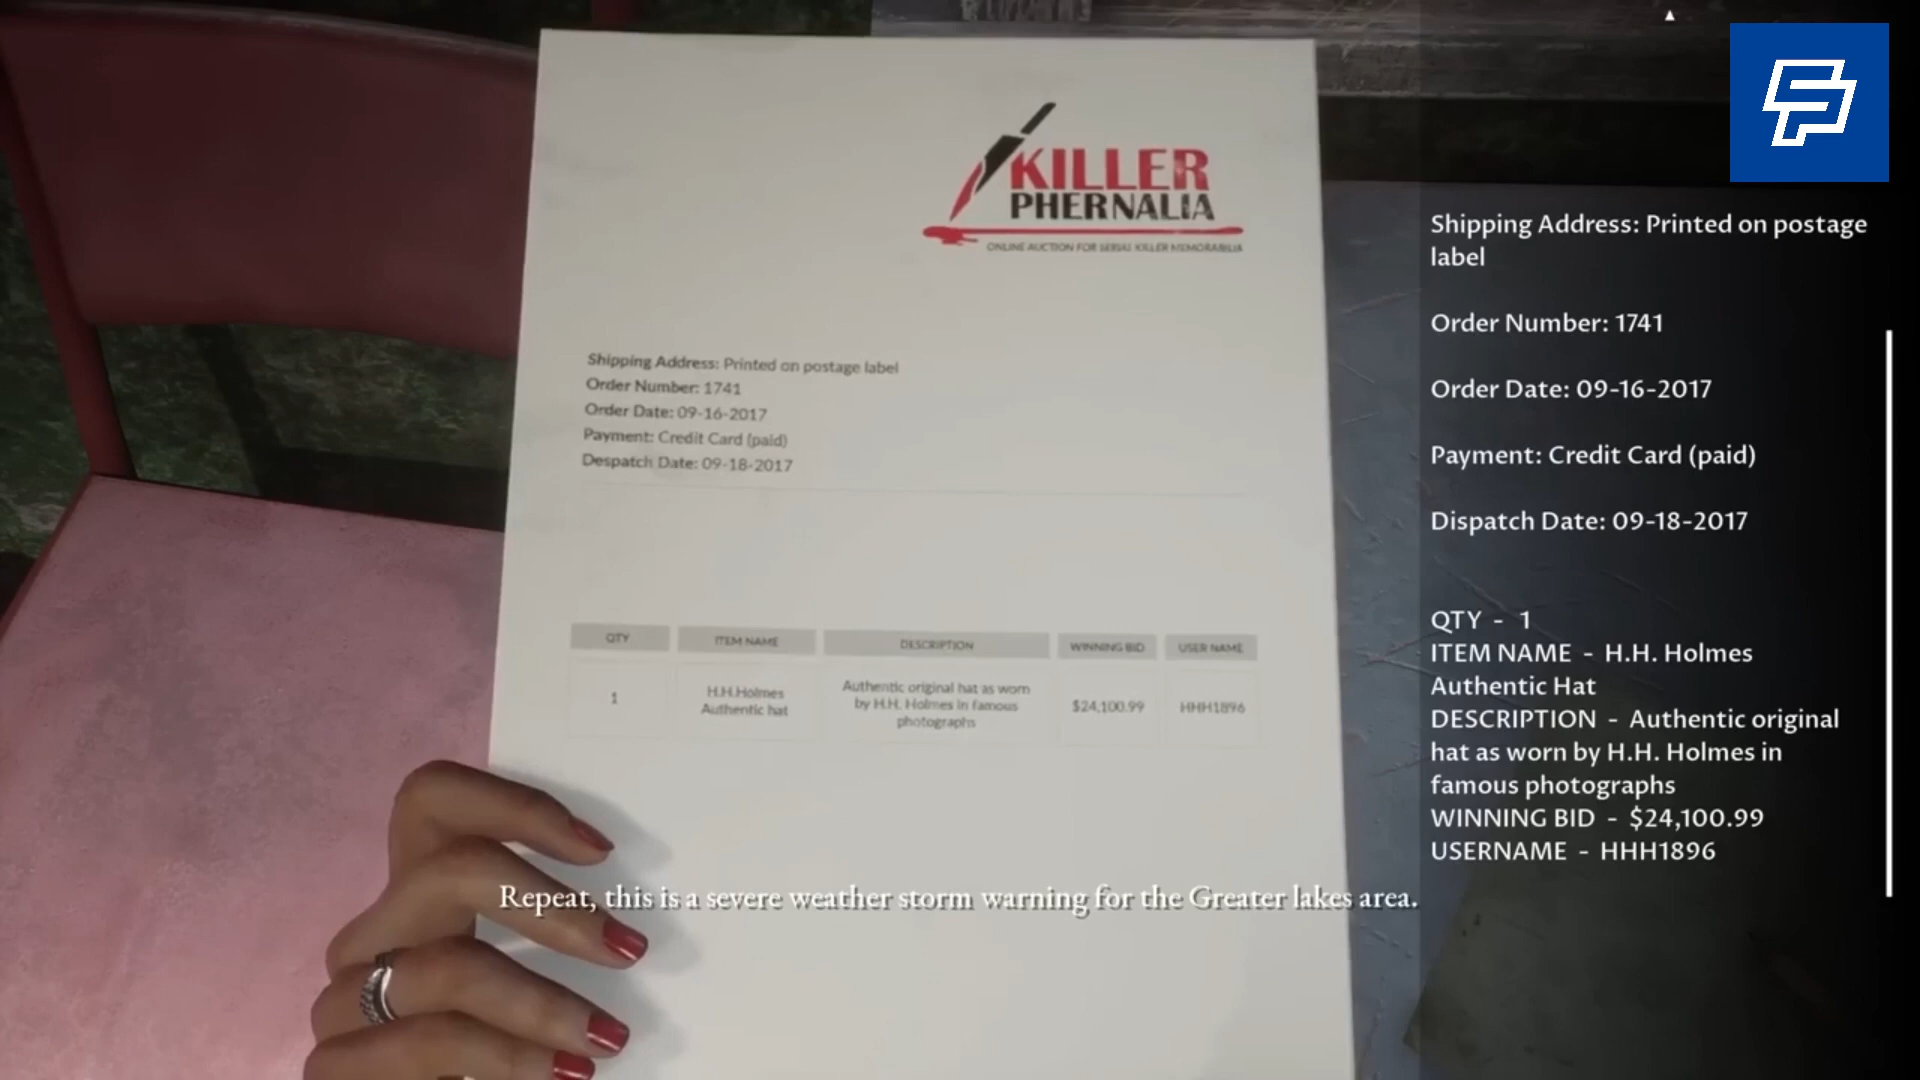 KILLER
PHERNALIA
ONLINE AUCTION FOR SERIAL KILLER MEMORABILIA
Shipping Address: Printed on postage label
Order Number: 1741
Order Date: 09-16-2017
Payment: Credit Card (paid)
Despatch Date: 09-18-2017
QTY ITEM NAME DESCRIPTION WINNING BID USER NAME
1 H.H.Holmes Authentic original hat as worn $24,100.99 HHH1896
Authentic hat by H.H. Holmes in famous
photographs
Repeat, this is a severe weather storm warning for the Greater lakes area.
Shipping Address: Printed on postage
label
Order Number: 1741
Order Date: 09-16-2017
Payment: Credit Card (paid)
Dispatch Date: 09-18-2017
QTY - 1
ITEM NAME - H.H. Holmes
Authentic Hat
DESCRIPTION - Authentic original
hat as worn by H.H. Holmes in
famous photographs
WINNING BID - $24,100.99
USERNAME - HHH1896